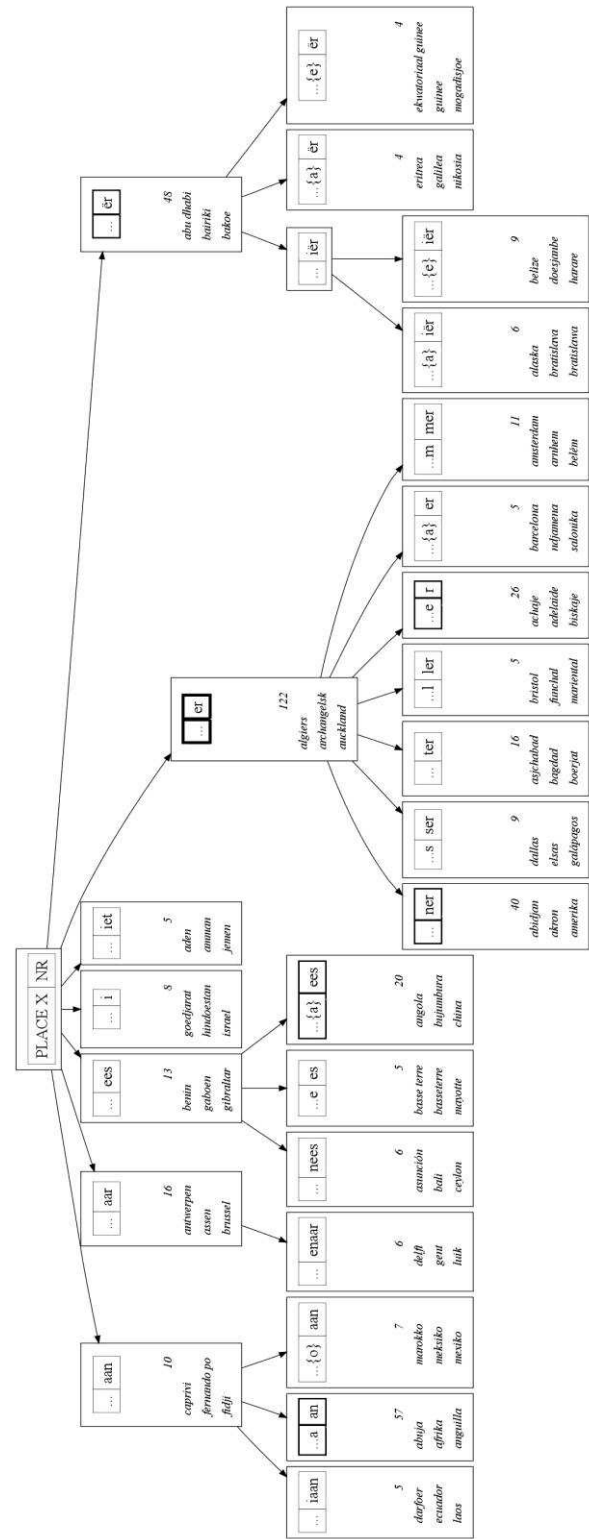 PLACE X NR
... aan
10
caprivi
fernando po
fidji
... aar
16
antwerpen
assen
brussel
... ees
13
benin
gaboen
gibraltar
... i
8
goedjarat
hindoestan
israel
... iet
5
aden
amman
jemen
... er
122
algiers
archangelsk
auckland
... ër
48
abu dhabi
bairiki
bakoe
... iaan
5
darfoer
ecuador
laos
...a an
57
abuja
afrika
anguilla
...{o} aan
7
marokko
meksiko
mexiko
... enaar
6
delft
gent
luik
... nees
6
asunción
bali
ceylon
...e es
5
basse terre
basseterre
mayotte
...{a} ees
20
angola
bujumbura
china
... ner
40
abidjan
akron
amerika
...s ser
9
dallas
elsas
galápagos
... ter
16
asjchabad
bagdad
boerjat
...l ler
5
bristol
funchal
mariental
...e r
26
achaje
adelaide
biskaje
...{a} er
5
barcelona
ndjamena
salonika
...m mer
11
amsterdam
arnhem
belém
... iër
...{a} iër
6
alaska
bratislava
bratislawa
...{e} iër
9
belize
doesjanbe
harare
...{a} ër
4
eritrea
galilea
nikosia
...{e} ër
4
ekwatoriaal guinee
guinee
mogadisjoe